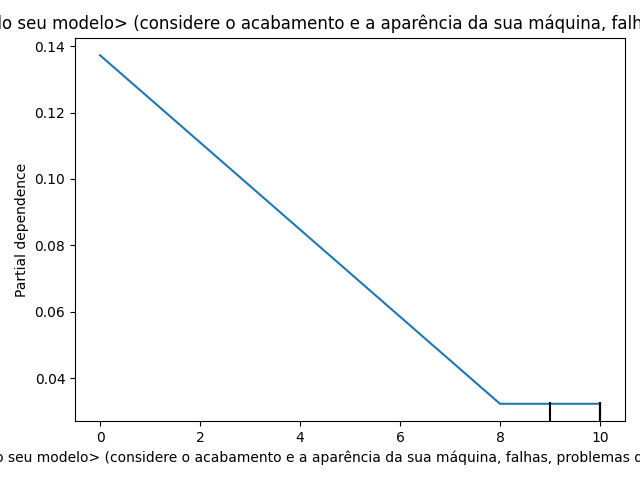 do seu modelo> (considere o acabamento e a aparência da sua máquina, falh
0.14
0.12
0.10
0.08
0.06
0.04
Partial dependence
0 2 4 6 8 10
o seu modelo> (considere o acabamento e a aparência da sua máquina, falhas, problemas